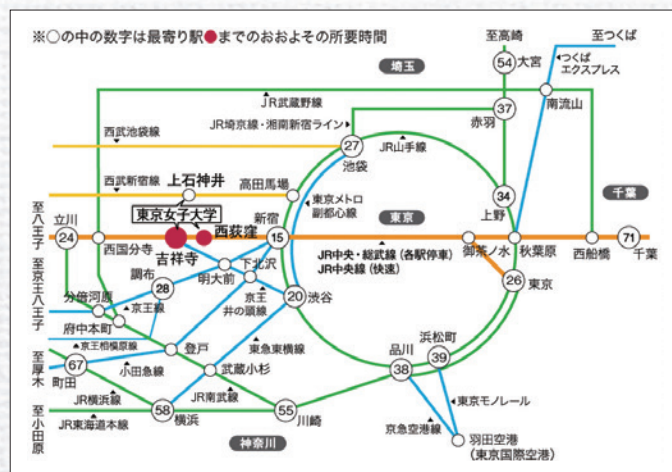 ※○の中の数字は最寄り駅●までのおおよその所要時間
至高崎
至つくば
54
大宮
つくば
エクスプレス
埼玉
JR武蔵野線
37
赤羽
南流山
JR埼京線・湘南新宿ライン
西武池袋線
27
池袋
JR山手線
西武新宿線
上石神井
高田馬場
東京メトロ
副都心線
34
上野
千葉
東京女子大学
至八王子
立川
24
西国分寺
吉祥寺
西荻窪
新宿
15
東京
JR中央・総武線(各駅停車)
JR中央線(快速)
御茶ノ水
秋葉原
西船橋
71
千葉
至京王八王子
調布
28
明大前
下北沢
京王
井の頭線
20
渋谷
26
東京
分倍河原
京王線
府中本町
京王相模原線
登戸
東急東横線
浜松町
39
品川
38
至厚木
67
町田
小田急線
武蔵小杉
東京モノレール
JR横浜線
JR南武線
58
横浜
55
川崎
京急空港線
至小田原
JR東海道本線
神奈川
羽田空港
(東京国際空港)